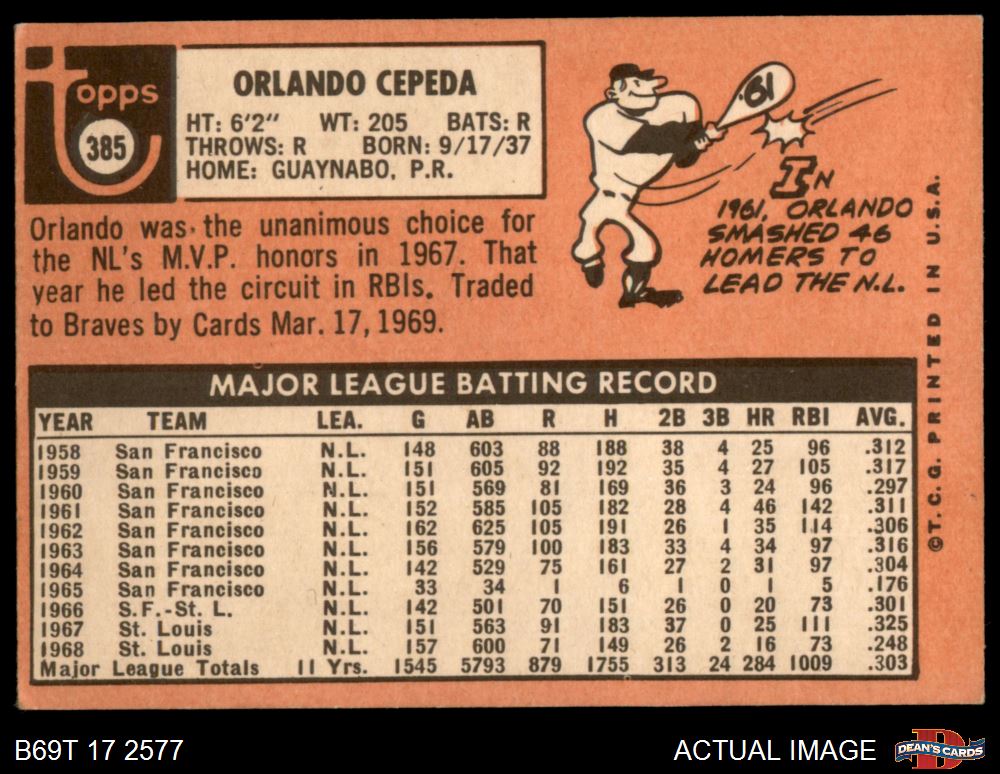 topps
385
ORLANDO CEPEDA
HT: 6'2" WT: 205 BATS: R
THROWS: R BORN: 9/17/37
HOME: GUAYNABO, P.R.
Orlando was the unanimous choice for
the NL's M.V.P. honors in 1967. That
year he led the circuit in RBIs. Traded
to Braves by Cards Mar. 17, 1969.
'61
IN
1961, ORLANDO
SMASHED 46
HOMERS TO
LEAD THE N.L.
©T.C.G. PRINTED IN U.S.A.
MAJOR LEAGUE BATTING RECORD
YEAR TEAM LEA. G AB R H 2B 3B HR RBI AVG.
1958 San Francisco N.L. 148 603 88 188 38 4 25 96 .312
1959 San Francisco N.L. 151 605 92 192 35 4 27 105 .317
1960 San Francisco N.L. 151 569 81 169 36 3 24 96 .297
1961 San Francisco N.L. 152 585 105 182 28 4 46 142 .311
1962 San Francisco N.L. 162 625 105 191 26 1 35 114 .306
1963 San Francisco N.L. 156 579 100 183 33 4 34 97 .316
1964 San Francisco N.L. 142 529 75 161 27 2 31 97 .304
1965 San Francisco N.L. 33 34 1 6 1 0 1 5 .176
1966 S.F.-St. L. N.L. 142 501 70 151 26 0 20 73 .301
1967 St. Louis N.L. 151 563 91 183 37 0 25 111 .325
1968 St. Louis N.L. 157 600 71 149 26 2 16 73 .248
Major League Totals 11 Yrs. 1545 5793 879 1755 313 24 284 1009 .303
B69T 17 2577
ACTUAL IMAGE
DEAN'S CARDS